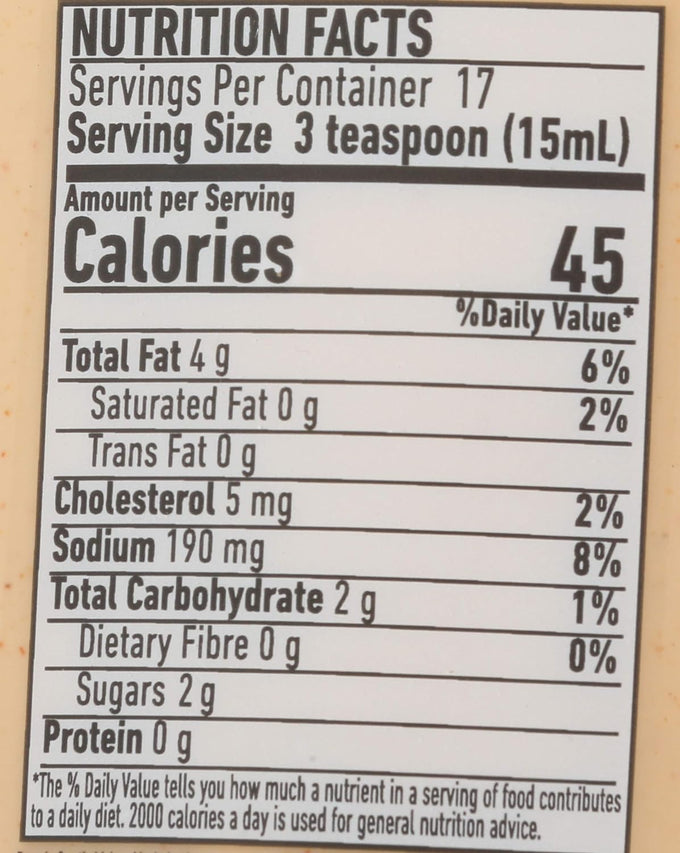 NUTRITION FACTS
Servings Per Container 17
Serving Size 3 teaspoon (15mL)
Amount per Serving
Calories 45
%Daily Value*
Total Fat 4 g 6%
Saturated Fat 0 g 2%
Trans Fat 0 g
Cholesterol 5 mg 2%
Sodium 190 mg 8%
Total Carbohydrate 2 g 1%
Dietary Fibre 0 g 0%
Sugars 2 g
Protein 0 g
*The % Daily Value tells you how much a nutrient in a serving of food contributes
to a daily diet. 2000 calories a day is used for general nutrition advice.